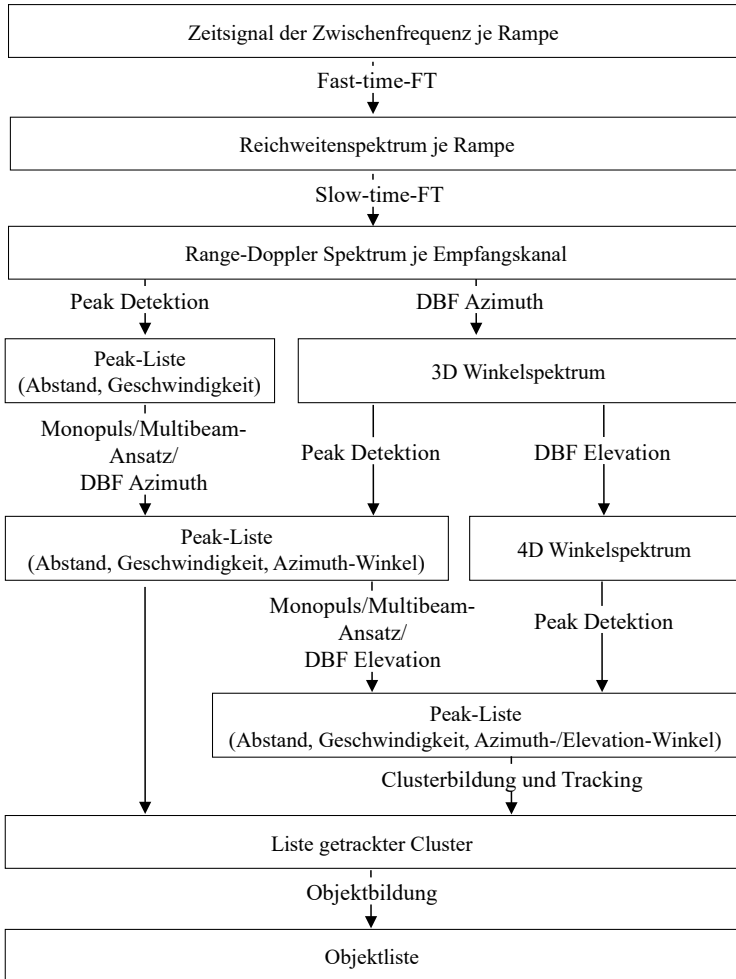 Zeitsignal der Zwischenfrequenz je Rampe
Fast-time-FT
Reichweitenspektrum je Rampe
Slow-time-FT
Range-Doppler Spektrum je Empfangskanal
Peak Detektion
DBF Azimuth
Peak-Liste
(Abstand, Geschwindigkeit)
3D Winkelspektrum
Monopuls/Multibeam-
Ansatz/
DBF Azimuth
Peak Detektion
DBF Elevation
Peak-Liste
(Abstand, Geschwindigkeit, Azimuth-Winkel)
4D Winkelspektrum
Monopuls/Multibeam-
Ansatz/
DBF Elevation
Peak Detektion
Peak-Liste
(Abstand, Geschwindigkeit, Azimuth-/Elevation-Winkel)
Clusterbildung und Tracking
Liste getrackter Cluster
Objektbildung
Objektliste